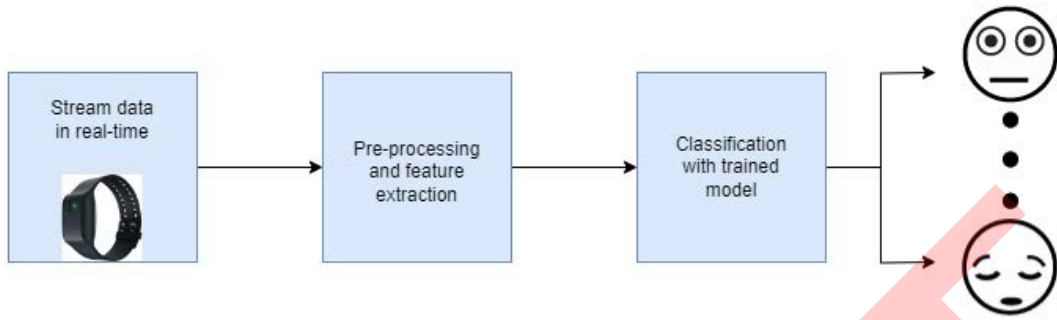 Stream data
in real-time
Pre-processing
and feature
extraction
Classification
with trained
model